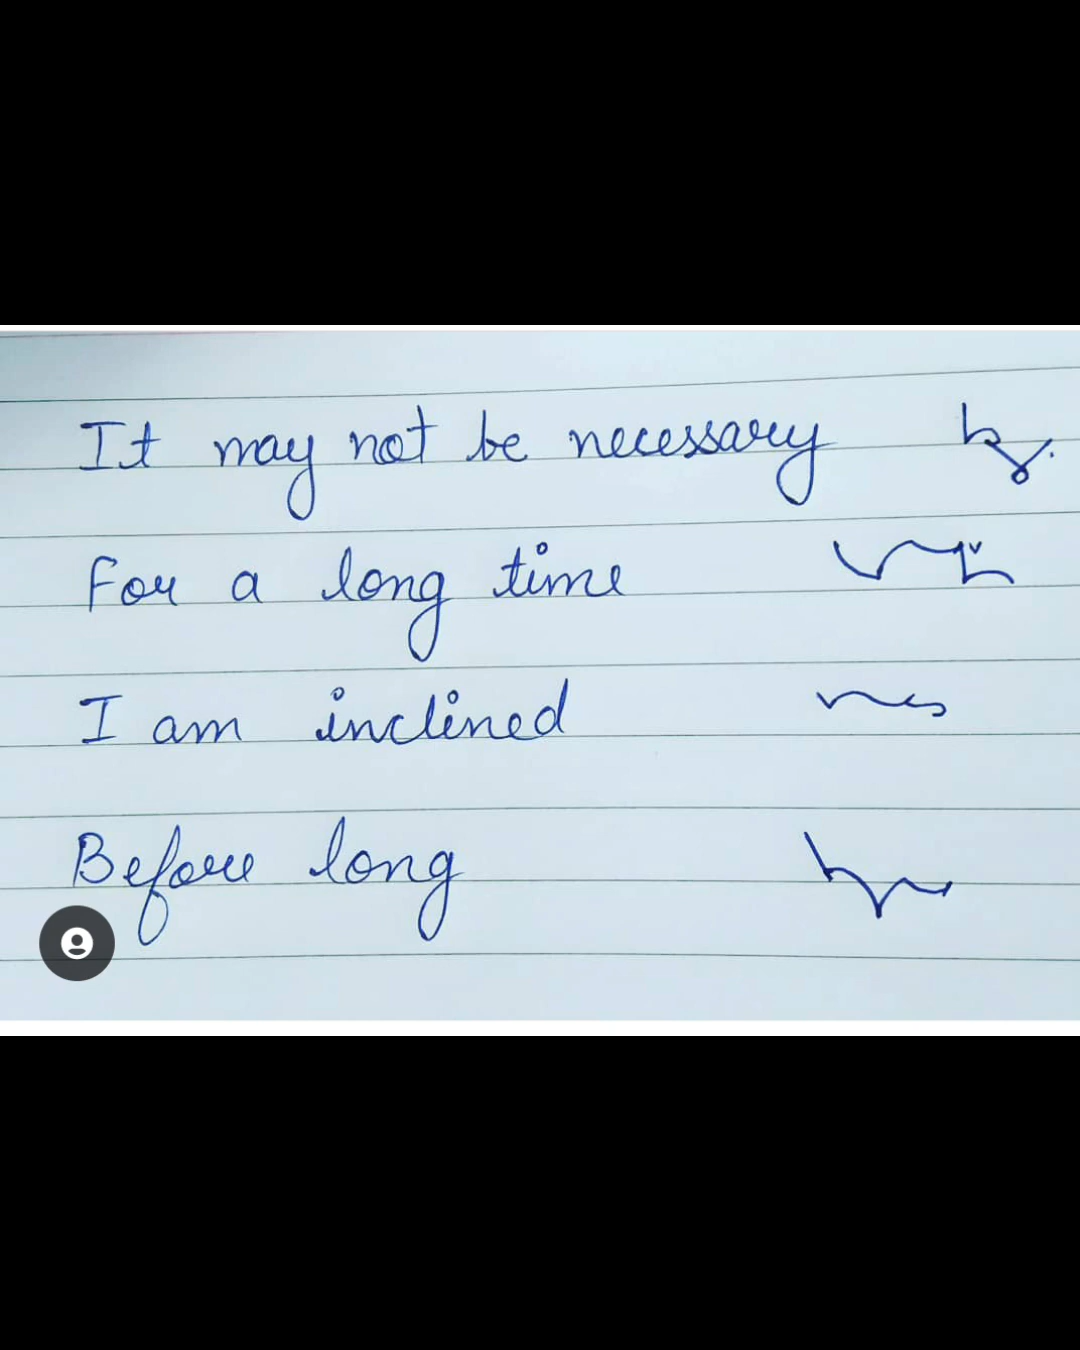 It may not be necessary
For a long time
I am inclined
Before long